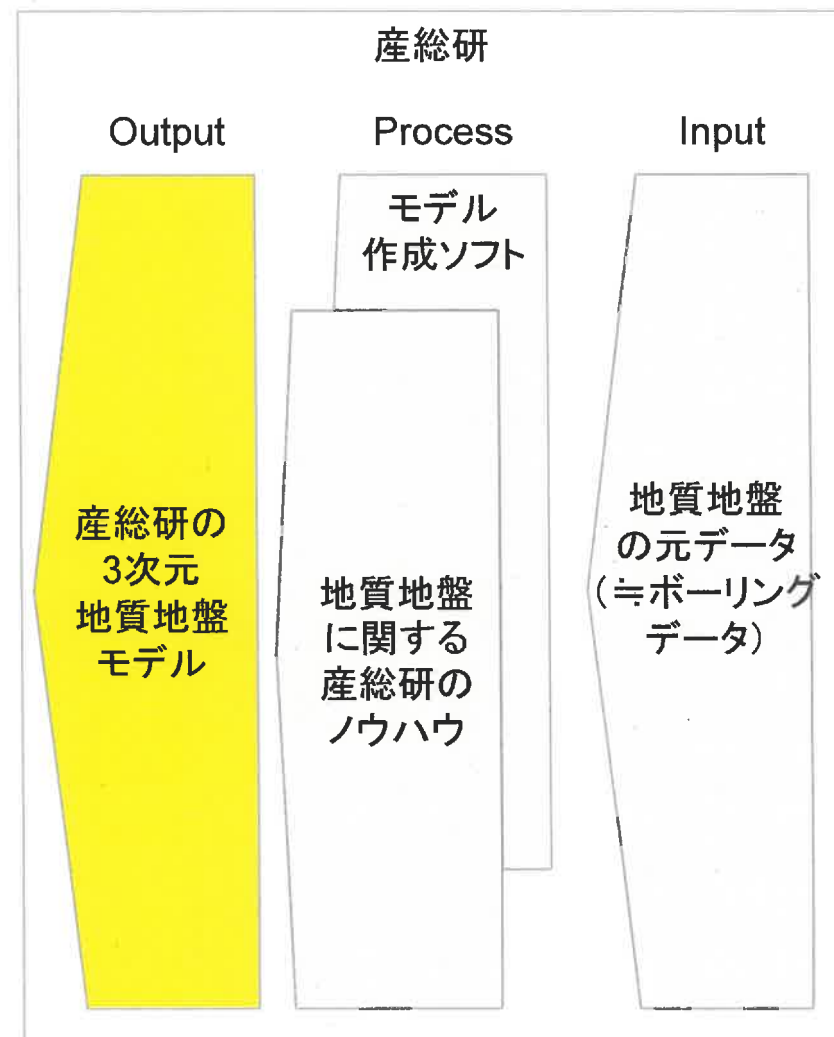 産総研
Output
Process
Input
モデル
作成ソフト
産総研の
3次元
地質地盤
モデル
地質地盤
に関する
産総研の
ノウハウ
地質地盤
の元データ
(≒ボーリング
データ)